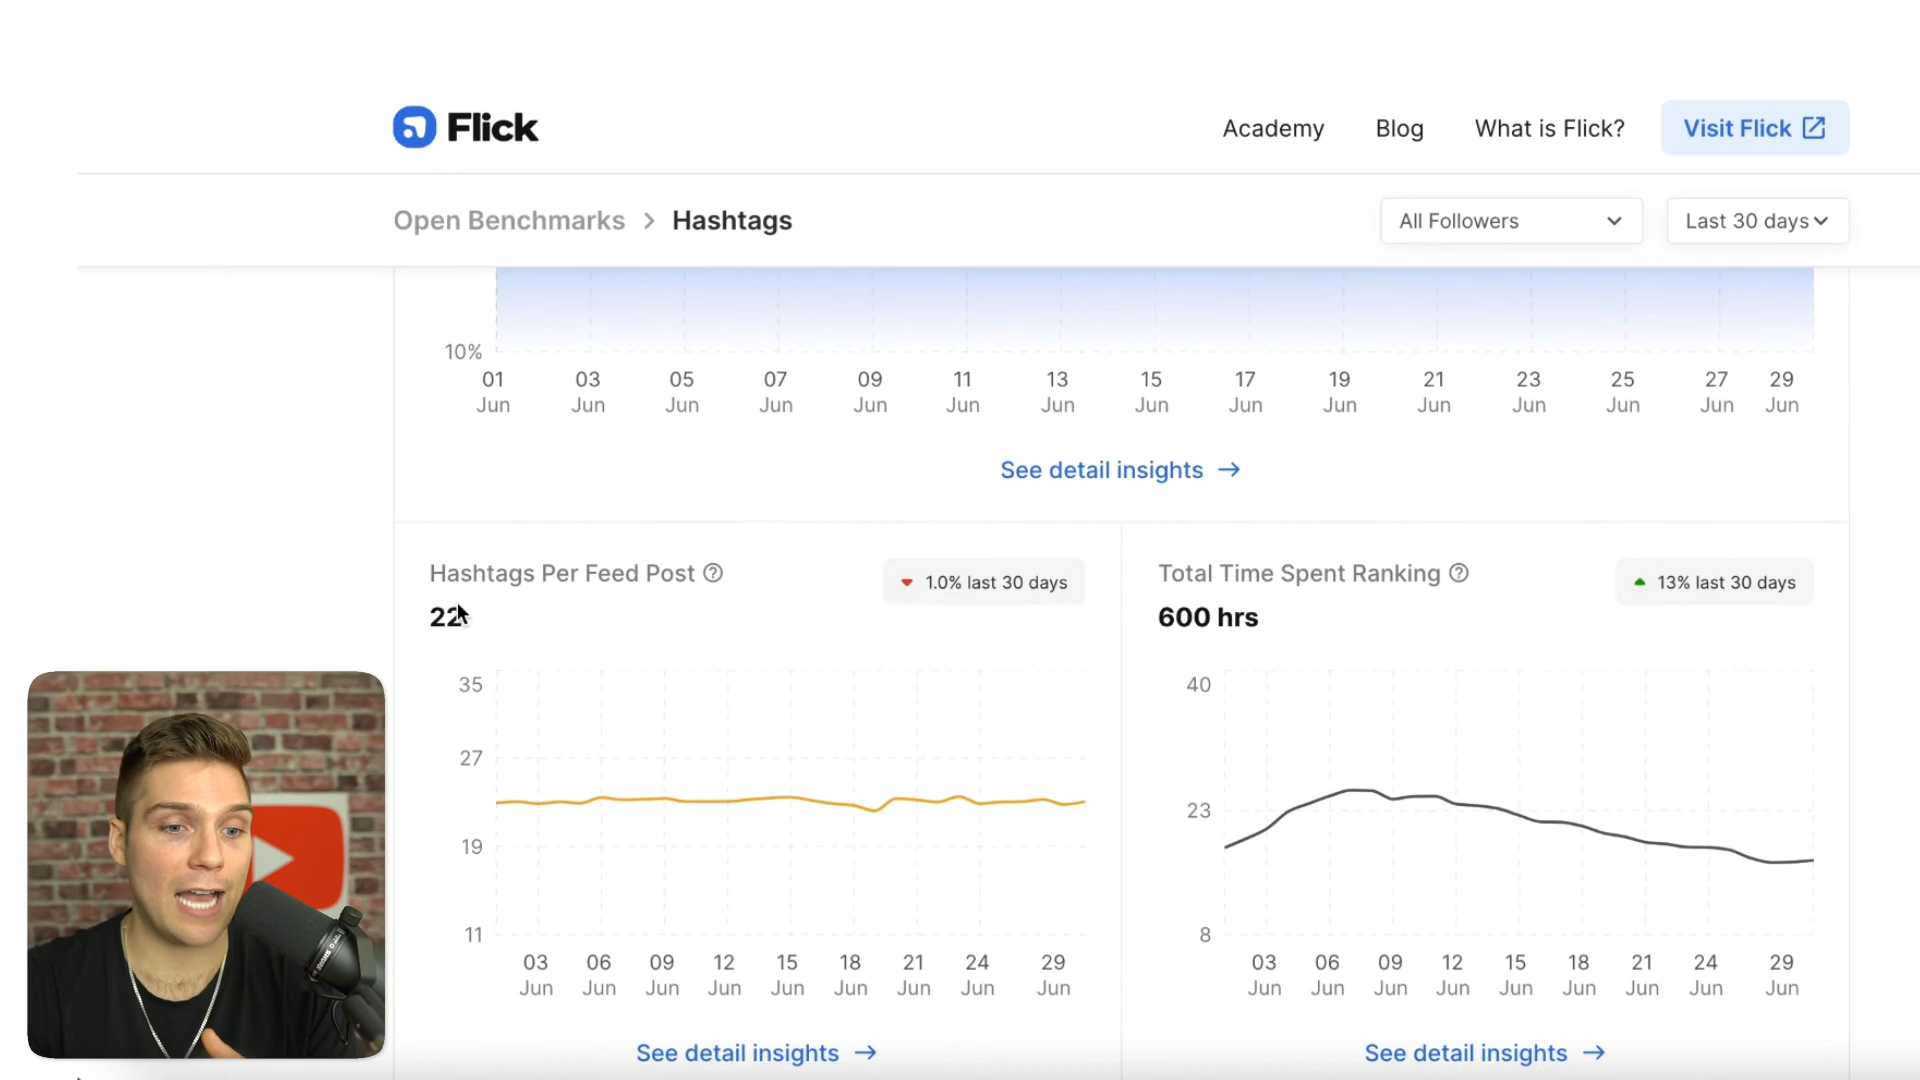 Flick
Academy
Blog
What is Flick?
Visit Flick
Open Benchmarks > Hashtags
All Followers
Last 30 days
10%
01 Jun
03 Jun
05 Jun
07 Jun
09 Jun
11 Jun
13 Jun
15 Jun
17 Jun
19 Jun
21 Jun
23 Jun
25 Jun
27 Jun
29 Jun
See detail insights →
Hashtags Per Feed Post
1.0% last 30 days
22
35
27
19
11
03 Jun
06 Jun
09 Jun
12 Jun
15 Jun
18 Jun
21 Jun
24 Jun
29 Jun
See detail insights →
Total Time Spent Ranking
13% last 30 days
600 hrs
40
23
8
03 Jun
06 Jun
09 Jun
12 Jun
15 Jun
18 Jun
21 Jun
24 Jun
29 Jun
See detail insights →